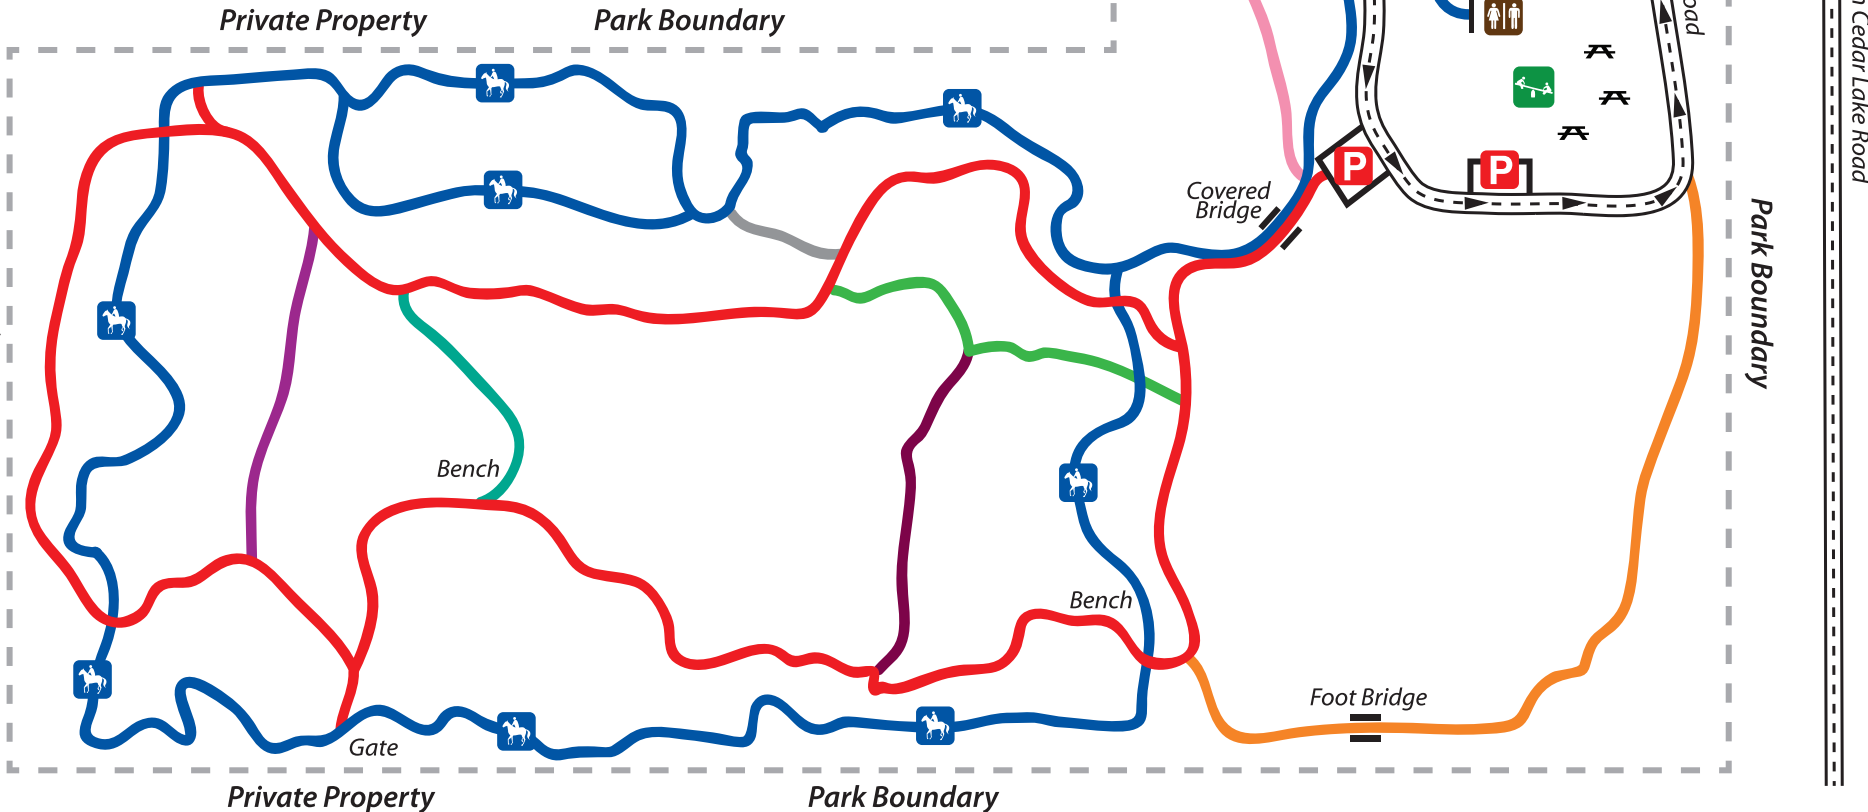 Private Property
Park Boundary
oad
Cedar Lake Road
P
P
Covered
Bridge
Park Boundary
Bench
Bench
Foot Bridge
Gate
Private Property
Park Boundary